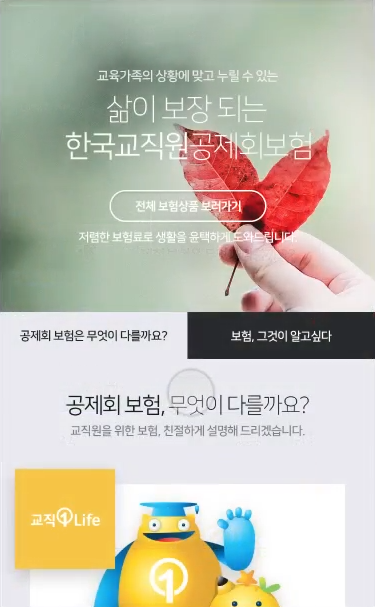 교육가족의 상황에 맞고 누릴 수 있는
삶이 보장 되는
한국교직원공제회보험
전체 보험상품 보러가기
저렴한 보험료로 생활을 윤택하게 도와드립니다.
공제회 보험은 무엇이 다를까요?
보험, 그것이 알고싶다
공제회 보험, 무엇이 다를까요?
교직원을 위한 보험, 친절하게 설명해 드리겠습니다.
교직1Life
1